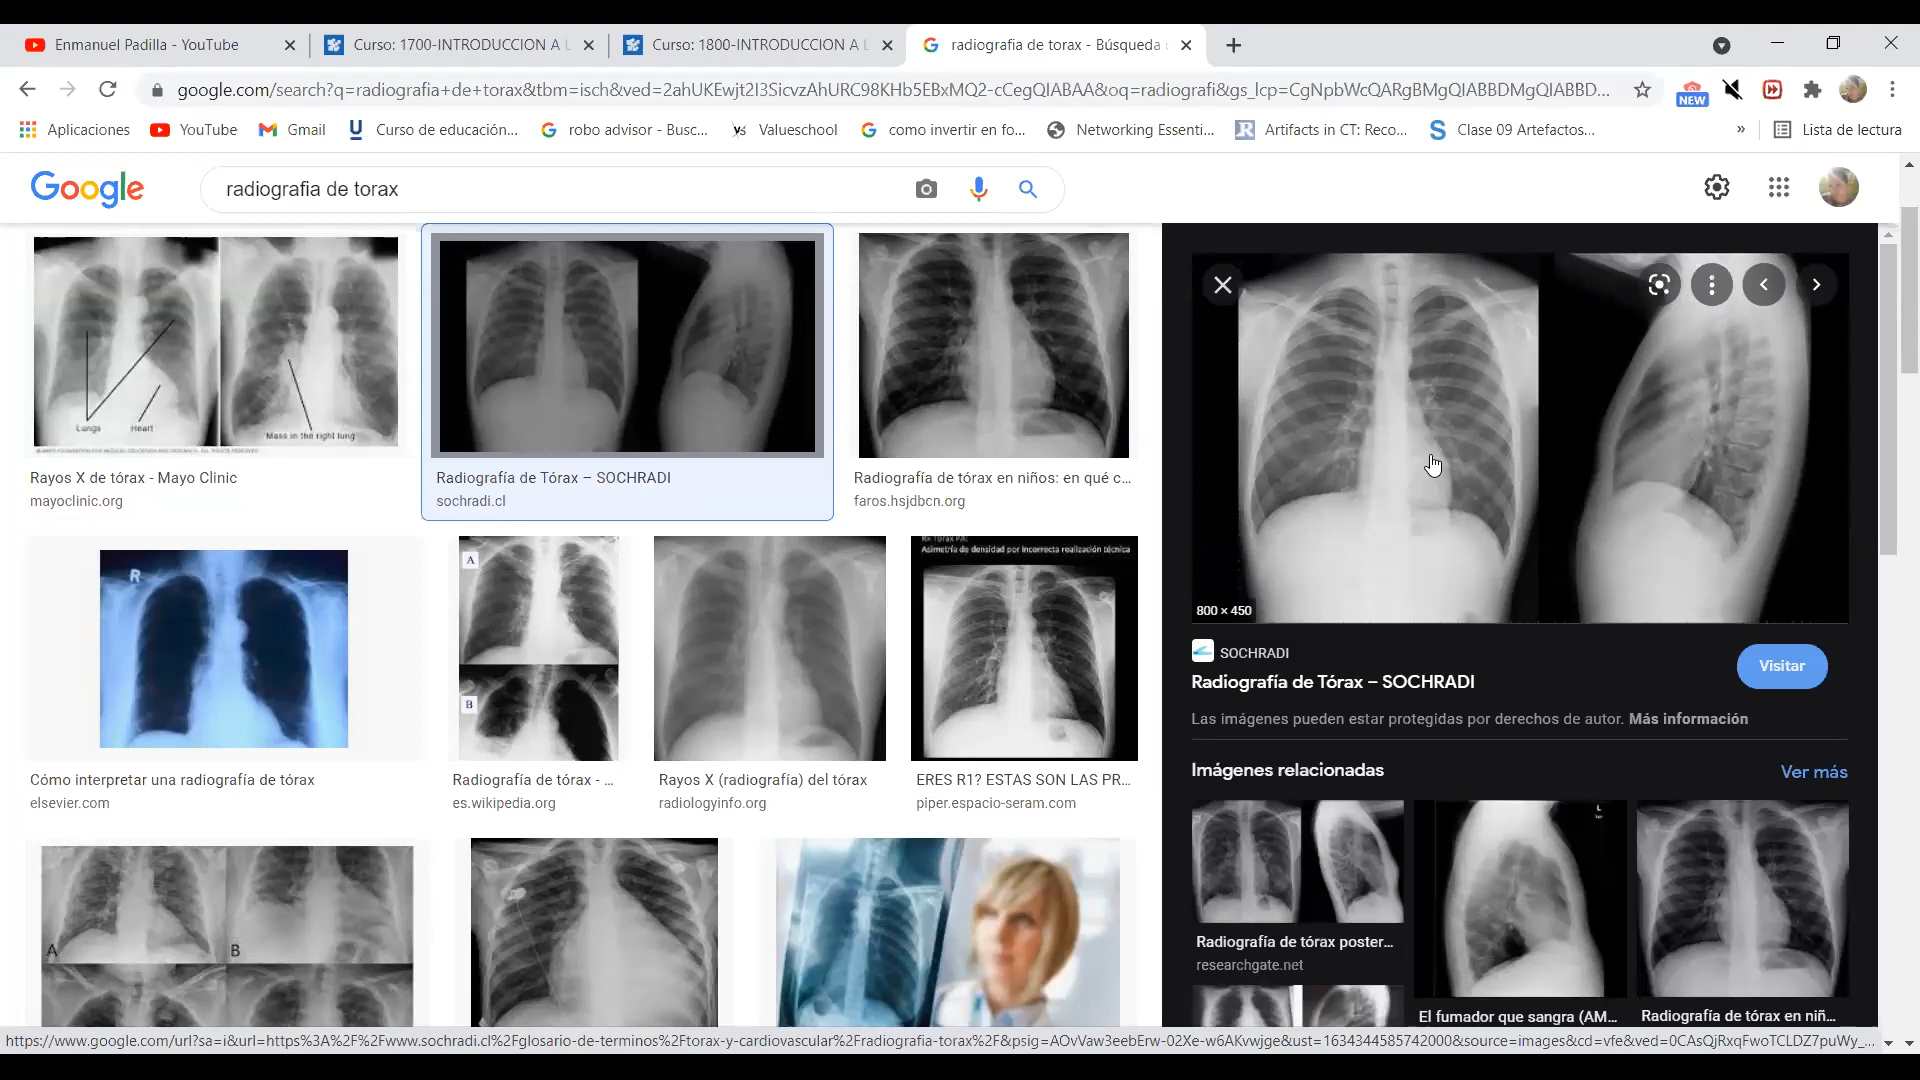 Enmanuel Padilla - YouTube
Curso: 1700-INTRODUCCION A L
Curso: 1800-INTRODUCCION A L
radiografia de torax - Búsqueda
google.com/search?q=radiografia+de+torax&tbm=isch&ved=2ahUKEwjt2I3SicvzAhURC98KHb5EBxMQ2-cCegQIABAA&oq=radiografi&gs_lcp=CgNpbWcQARgBMgQIABBDMgQIABBD...
NEW
Aplicaciones
YouTube
Gmail
Curso de educación...
robo advisor - Busc...
Valueschool
como invertir en fo...
Networking Essenti...
Artifacts in CT: Reco...
Clase 09 Artefactos...
»
Lista de lectura
Google
radiografia de torax
Lungs
Heart
Mass in the right lung
Rayos X de tórax - Mayo Clinic
mayoclinic.org
Radiografía de Tórax – SOCHRADI
sochradi.cl
Radiografía de tórax en niños: en qué c...
faros.hsjdbcn.org
R
Cómo interpretar una radiografía de tórax
elsevier.com
A
B
Radiografía de tórax - ...
es.wikipedia.org
Rayos X (radiografía) del tórax
radiologyinfo.org
Rx Tórax PA:
Asimetría de densidad por incorrecta realización técnica
ERES R1? ESTAS SON LAS PR...
piper.espacio-seram.com
A
B
800 × 450
SOCHRADI
Radiografía de Tórax – SOCHRADI
Visitar
Las imágenes pueden estar protegidas por derechos de autor. Más información
Imágenes relacionadas
Ver más
Radiografía de tórax poster...
researchgate.net
L
El fumador que sangra (AM...
Radiografía de tórax en niñ...
https://www.google.com/url?sa=i&url=https%3A%2F%2Fwww.sochradi.cl%2Fglosario-de-terminos%2Ftorax-y-cardiovascular%2Fradiografia-torax%2F&psig=AOvVaw3eebErw-02Xe-w6AKvwjge&ust=1634344585742000&source=images&cd=vfe&ved=0CAsQjRxqFwoTCLDZ7puWy_...